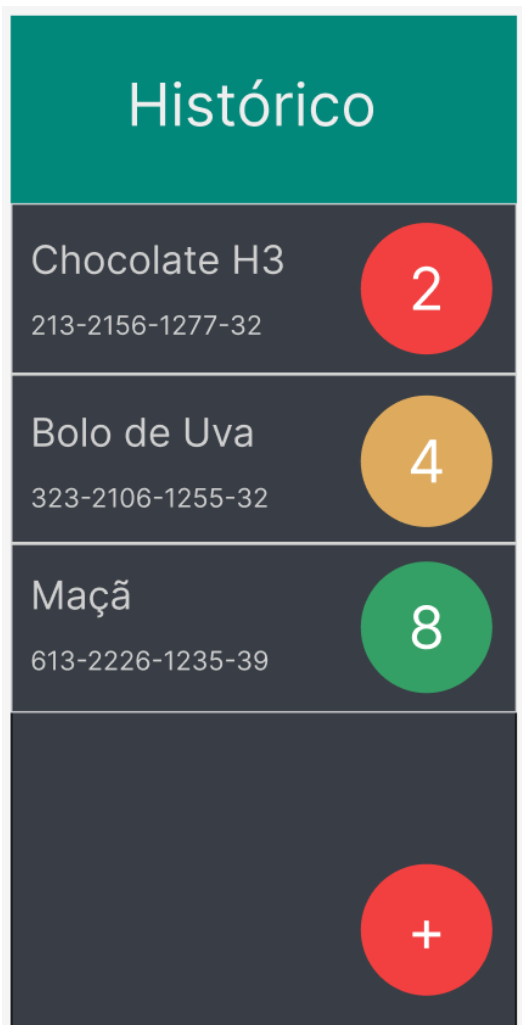 Histórico
Chocolate H3
2
213-2156-1277-32
Bolo de Uva
4
323-2106-1255-32
Maçã
8
613-2226-1235-39
+